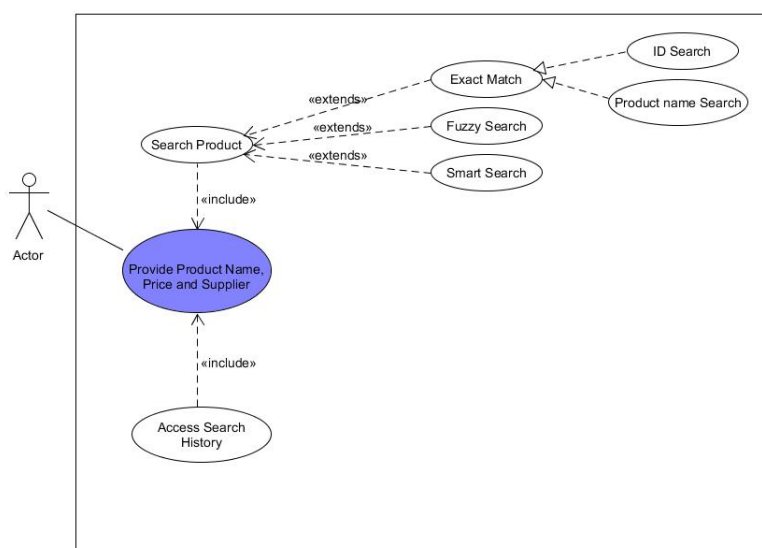 ID Search
Exact Match
Product name Search
«extends»
Fuzzy Search
«extends»
Search Product
«extends»
Smart Search
«include»
Actor
Provide Product Name,
Price and Supplier
«include»
Access Search
History